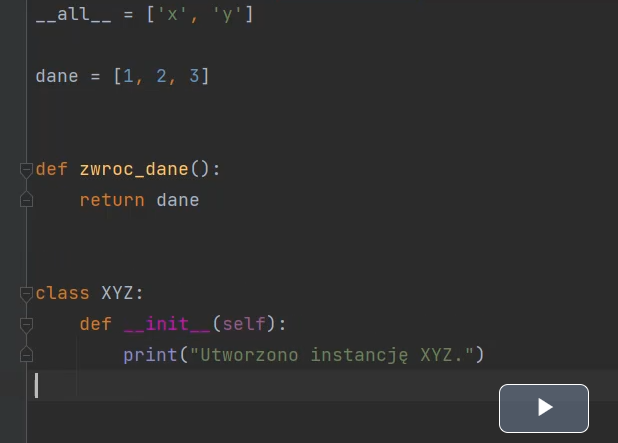 __all__ = ['x', 'y']
dane = [1, 2, 3]
def zwroc_dane():
    return dane
class XYZ:
    def __init__(self):
        print("Utworzono instancję XYZ.")